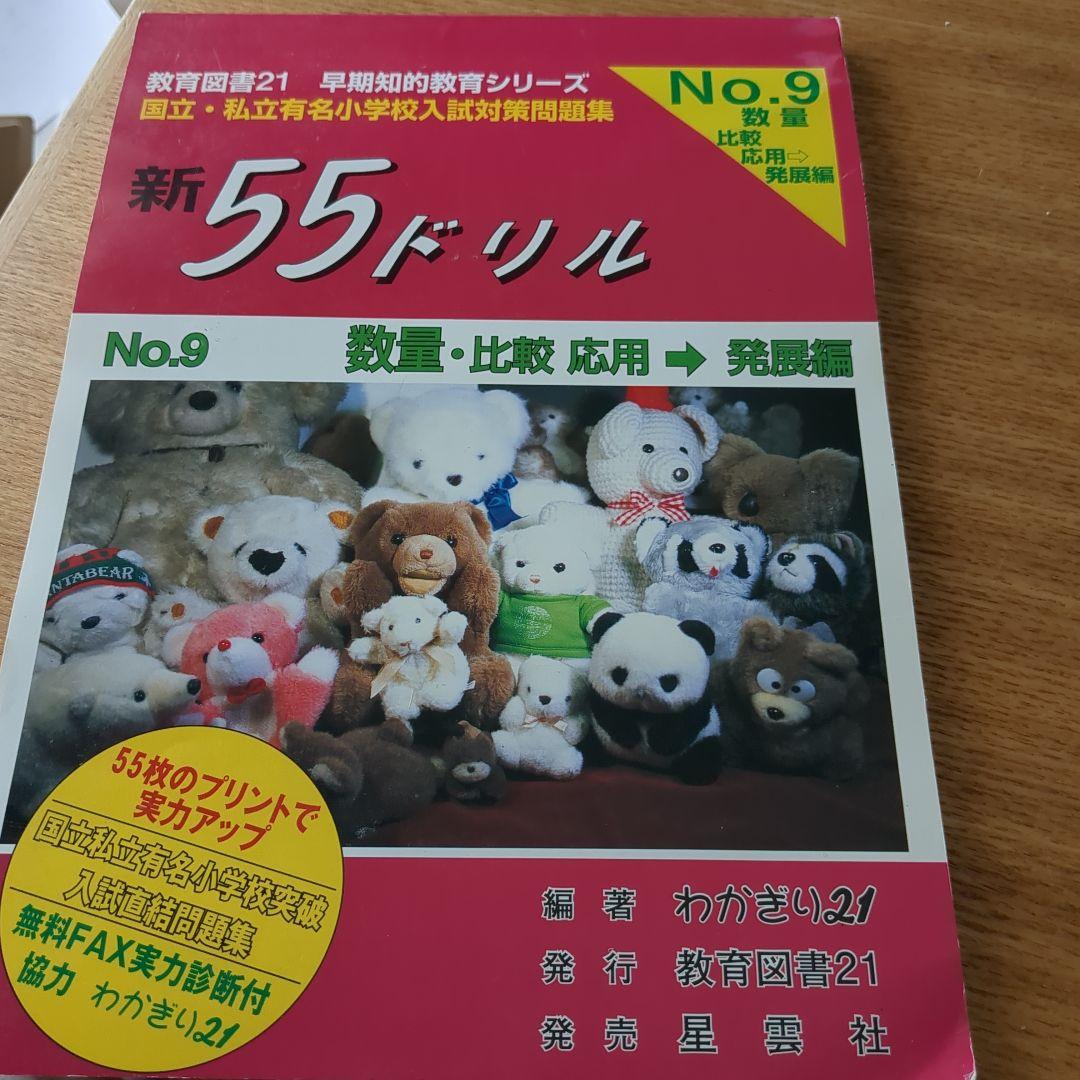 教育図書21 早期知的教育シリーズ
国立・私立有名小学校入試対策問題集
No.9
数量
比較
応用⇨
発展編
新55ドリル
No.9 数量・比較 応用 ➡ 発展編
NTABEAR
55枚のプリントで
実力アップ
国立私立有名小学校突破
入試直結問題集
無料FAX実力診断付
協力 わかぎり21
編著 わかぎり21
発行 教育図書21
発売 星雲社